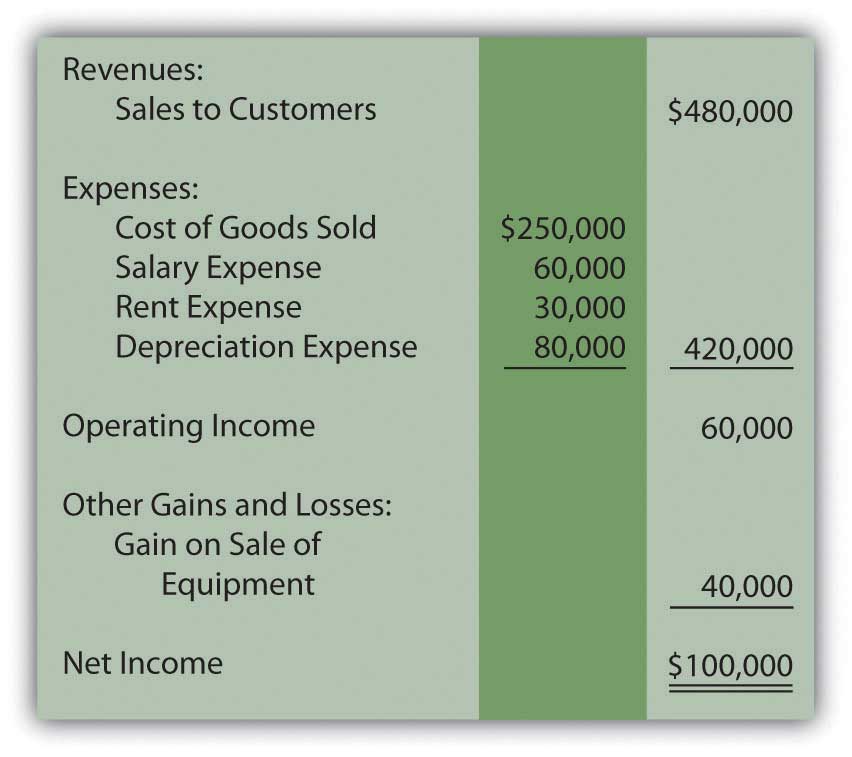 Revenues:
Sales to Customers $480,000
Expenses:
Cost of Goods Sold $250,000
Salary Expense 60,000
Rent Expense 30,000
Depreciation Expense 80,000 420,000
Operating Income 60,000
Other Gains and Losses:
Gain on Sale of
Equipment 40,000
Net Income $100,000